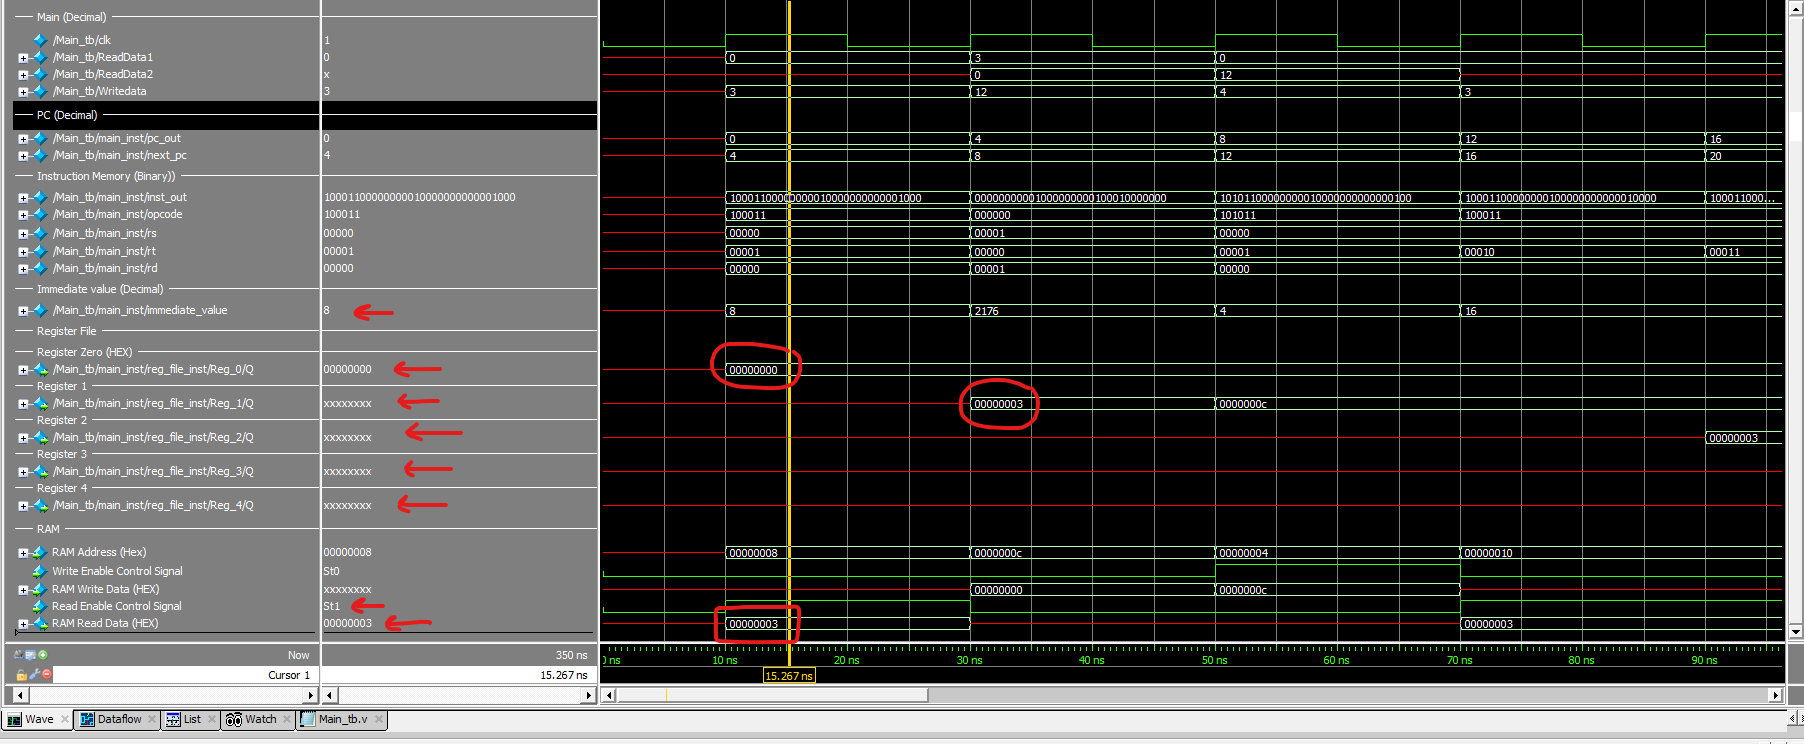 Main (Decimal)
/Main_tb/clk 1
/Main_tb/ReadData1 0 0 3 0
/Main_tb/ReadData2 x 0 12
/Main_tb/Writedata 3 3 12 4 3
PC (Decimal)
/Main_tb/main_inst/pc_out 0 0 4 8 12 16
/Main_tb/main_inst/next_pc 4 4 8 12 16 20
Instruction Memory (Binary))
/Main_tb/main_inst/inst_out 10001100000000010000000000001000 10001100000000010000000000001000 00000000001000000000100010000000 10101100000000010000000000000100 10001100000000100000000000010000 100011000...
/Main_tb/main_inst/opcode 100011 100011 000000 101011 100011
/Main_tb/main_inst/rs 00000 00000 00001 00000
/Main_tb/main_inst/rt 00001 00001 00000 00001 00010 00011
/Main_tb/main_inst/rd 00000 00000 00001 00000
Immediate value (Decimal)
/Main_tb/main_inst/immediate_value 8 8 2176 4 16
Register File
Register Zero (HEX)
/Main_tb/main_inst/reg_file_inst/Reg_0/Q 00000000 00000000
Register 1
/Main_tb/main_inst/reg_file_inst/Reg_1/Q xxxxxxxx 00000003 0000000c
Register 2
/Main_tb/main_inst/reg_file_inst/Reg_2/Q xxxxxxxx 00000003
Register 3
/Main_tb/main_inst/reg_file_inst/Reg_3/Q xxxxxxxx
Register 4
/Main_tb/main_inst/reg_file_inst/Reg_4/Q xxxxxxxx
RAM
RAM Address (Hex) 00000008 00000008 0000000c 00000004 00000010
Write Enable Control Signal St0
RAM Write Data (HEX) xxxxxxxx 00000000 0000000c
Read Enable Control Signal St1
RAM Read Data (HEX) 00000003 00000003 00000003
Now 350 ns 0 ns 10 ns 20 ns 30 ns 40 ns 50 ns 60 ns 70 ns 80 ns 90 ns
Cursor 1 15.267 ns 15.267 ns
Wave Dataflow List Watch Main_tb.v